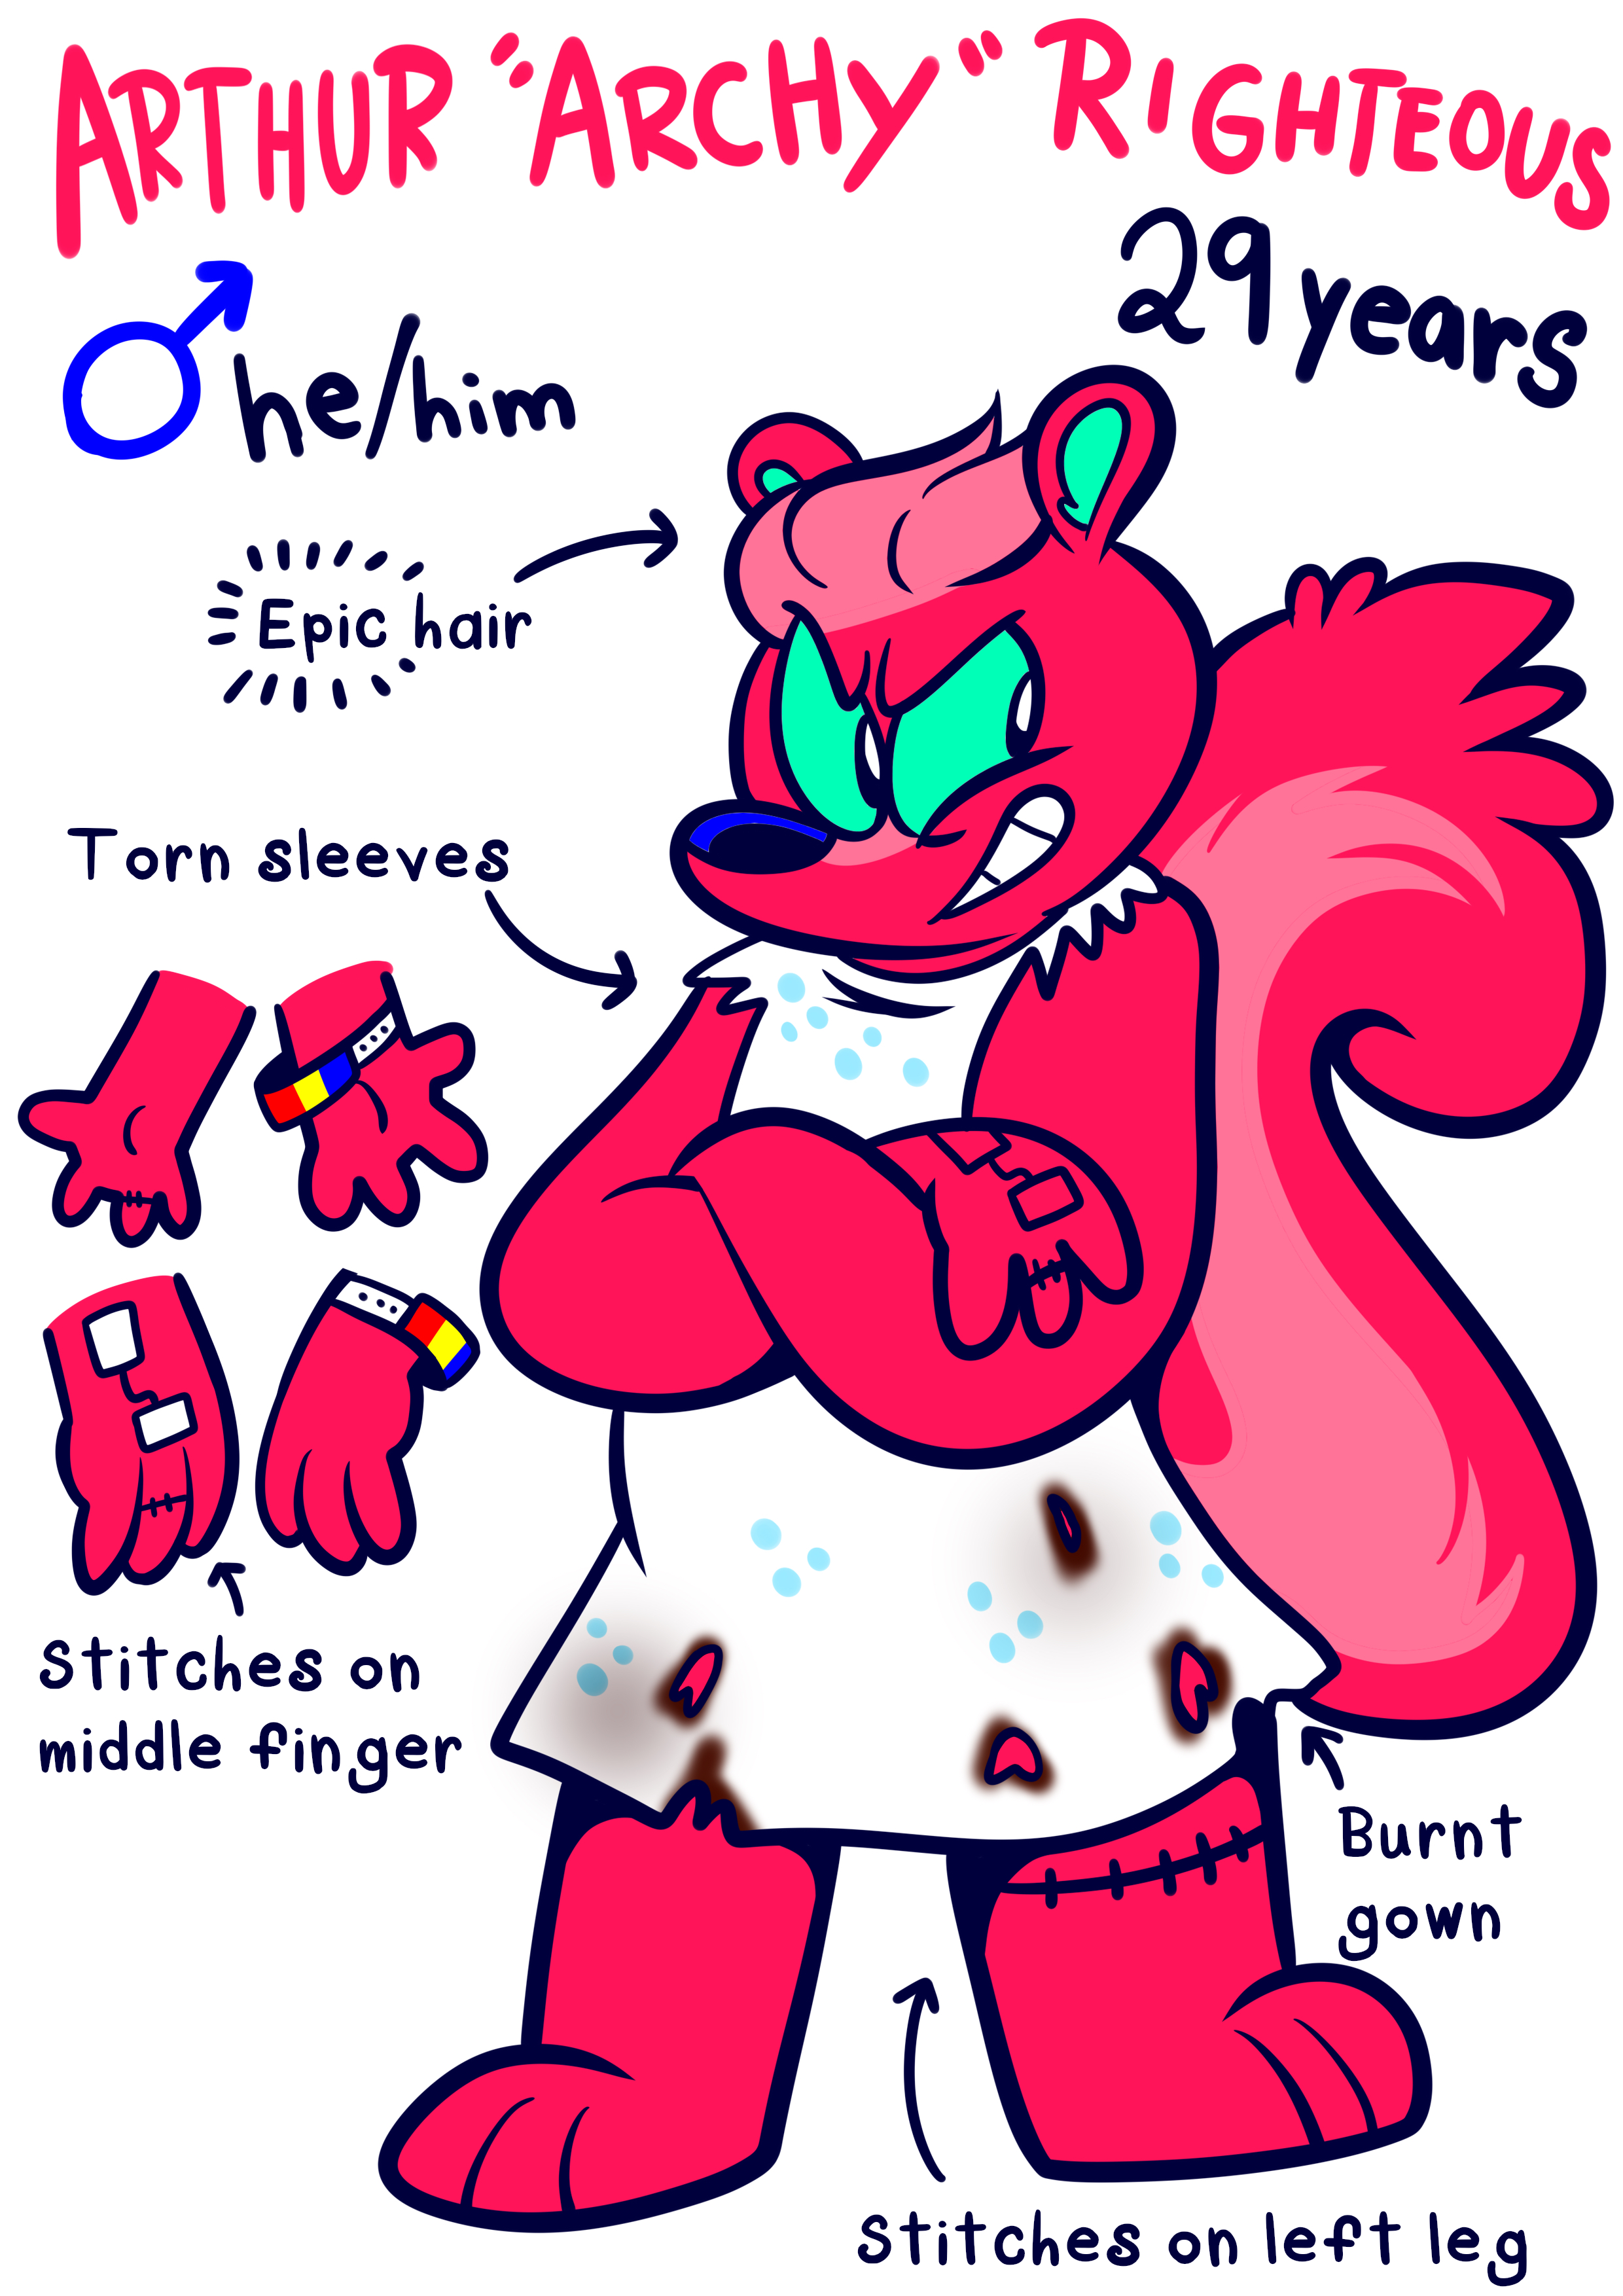 ARTHUR "ARCHY" RIGHTEOUS
29 years
he/him
Epic hair
Torn sleeves
Stitches on
middle finger
Burnt
gown
Stitches on left leg